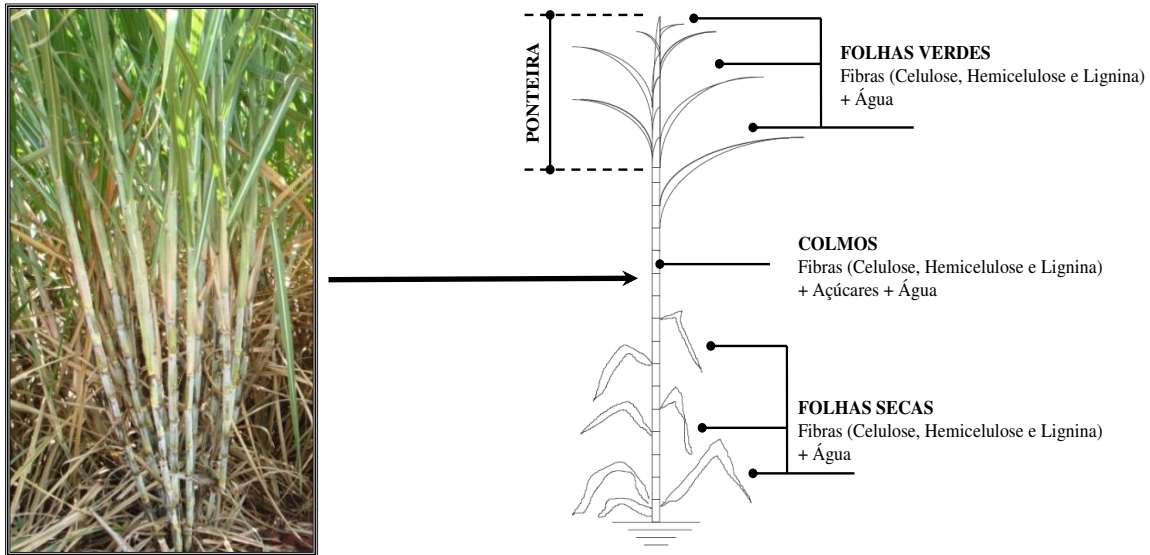 PONTEIRA
FOLHAS VERDES
Fibras (Celulose, Hemicelulose e Lignina)
+ Água
COLMOS
Fibras (Celulose, Hemicelulose e Lignina)
+ Açúcares + Água
FOLHAS SECAS
Fibras (Celulose, Hemicelulose e Lignina)
+ Água